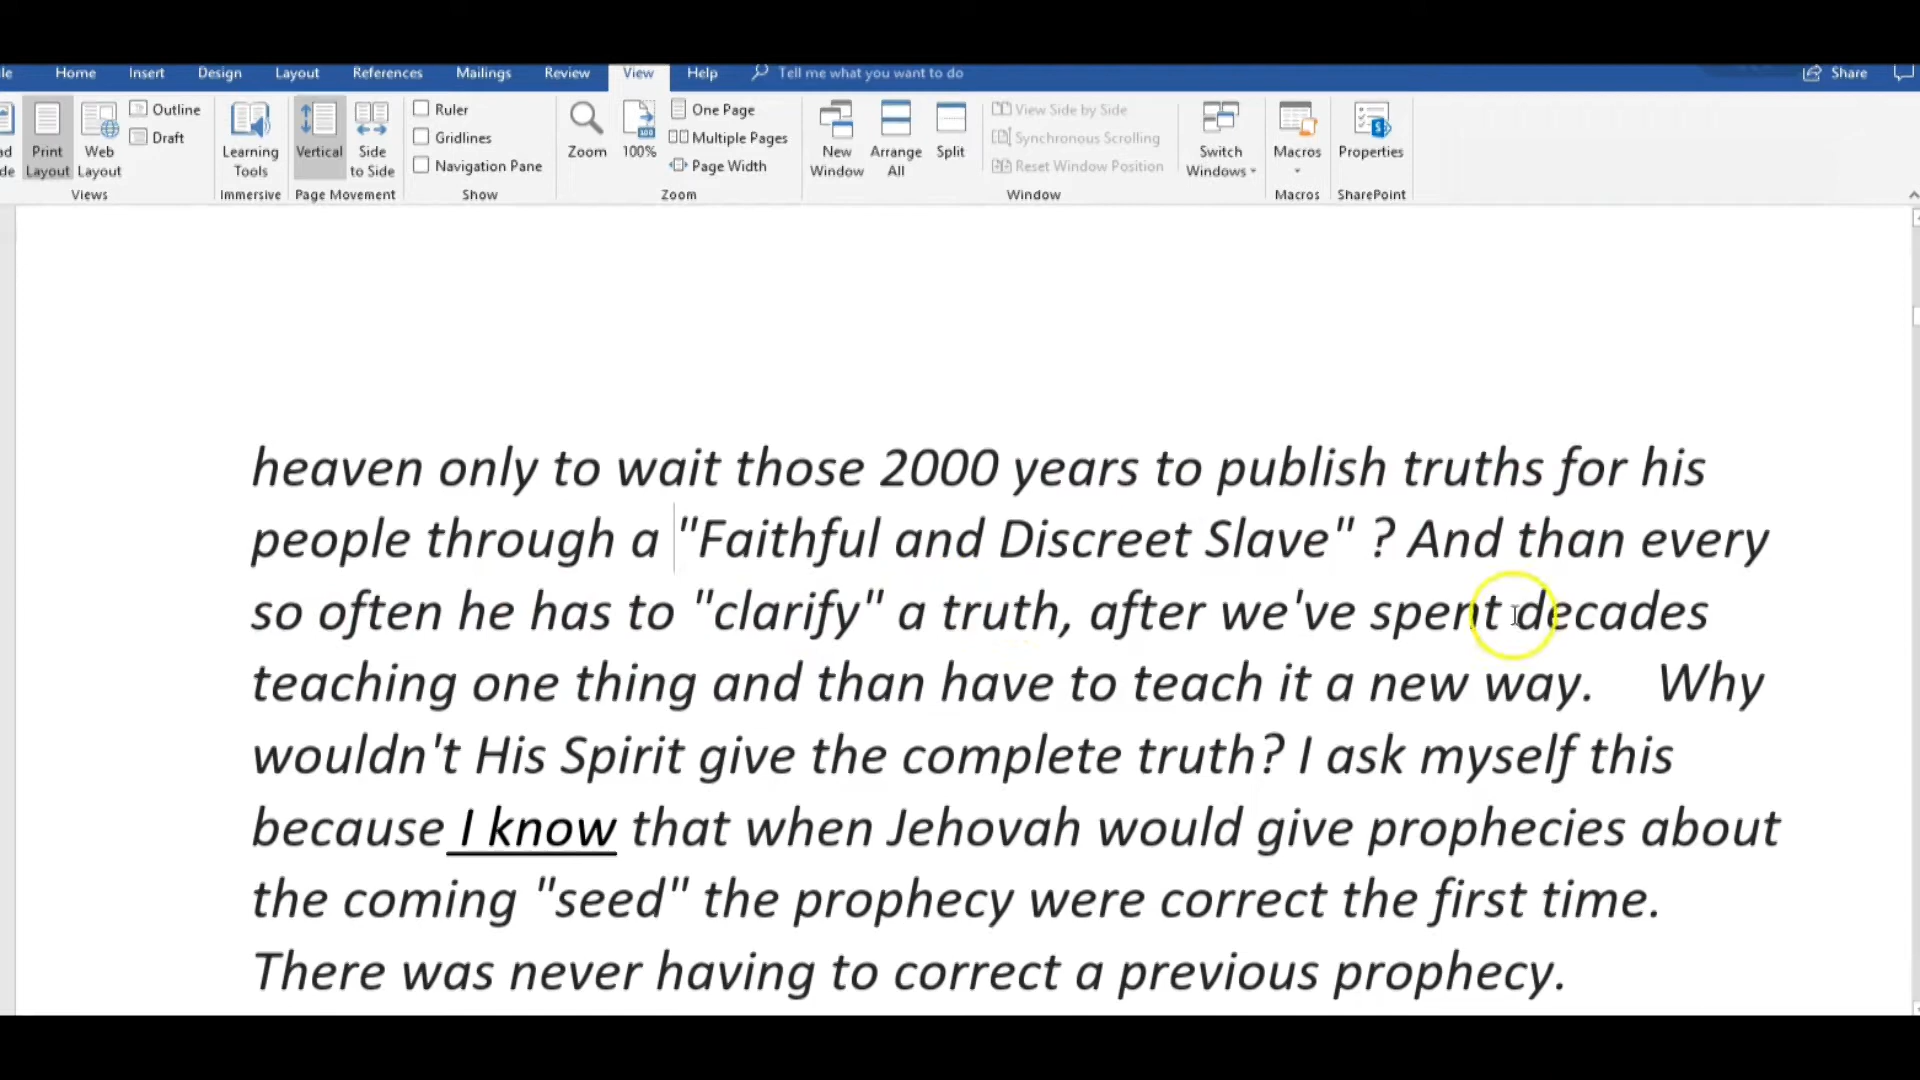 Home Insert Design Layout References Mailings Review View Help Tell me what you want to do Share
Print Layout
Web Layout
Outline
Draft
Views
Learning Tools
Immersive
Vertical
Side to Side
Page Movement
Ruler
Gridlines
Navigation Pane
Show
Zoom
100%
One Page
Multiple Pages
Page Width
Zoom
New Window
Arrange All
Split
View Side by Side
Synchronous Scrolling
Reset Window Position
Window
Switch Windows
Macros
Macros
Properties
SharePoint
heaven only to wait those 2000 years to publish truths for his
people through a "Faithful and Discreet Slave" ? And than every
so often he has to "clarify" a truth, after we've spent decades
teaching one thing and than have to teach it a new way. Why
wouldn't His Spirit give the complete truth? I ask myself this
because I know that when Jehovah would give prophecies about
the coming "seed" the prophecy were correct the first time.
There was never having to correct a previous prophecy.